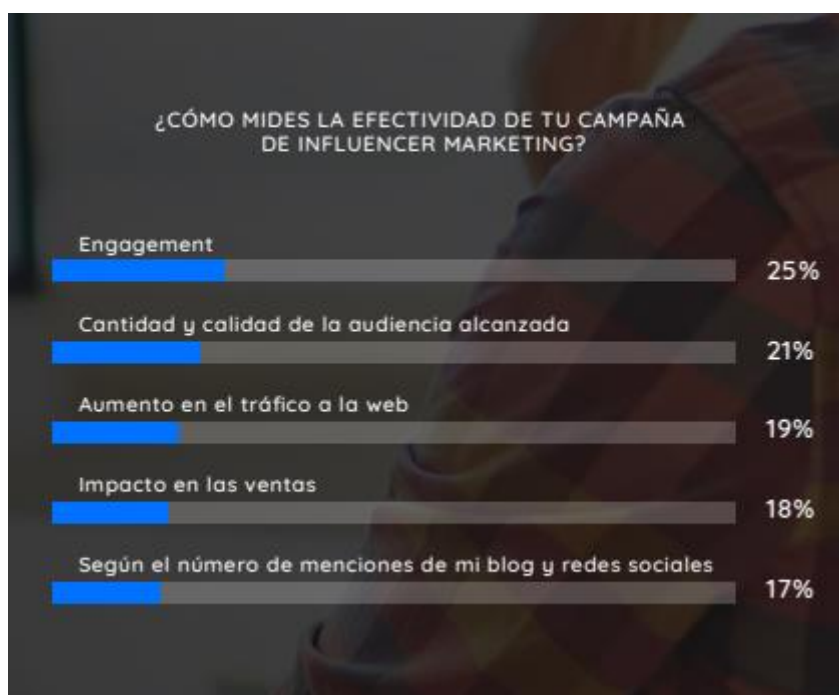 ¿CÓMO MIDES LA EFECTIVIDAD DE TU CAMPAÑA
DE INFLUENCER MARKETING?
Engagement
25%
Cantidad y calidad de la audiencia alcanzada
21%
Aumento en el tráfico a la web
19%
Impacto en las ventas
18%
Según el número de menciones de mi blog y redes sociales
17%